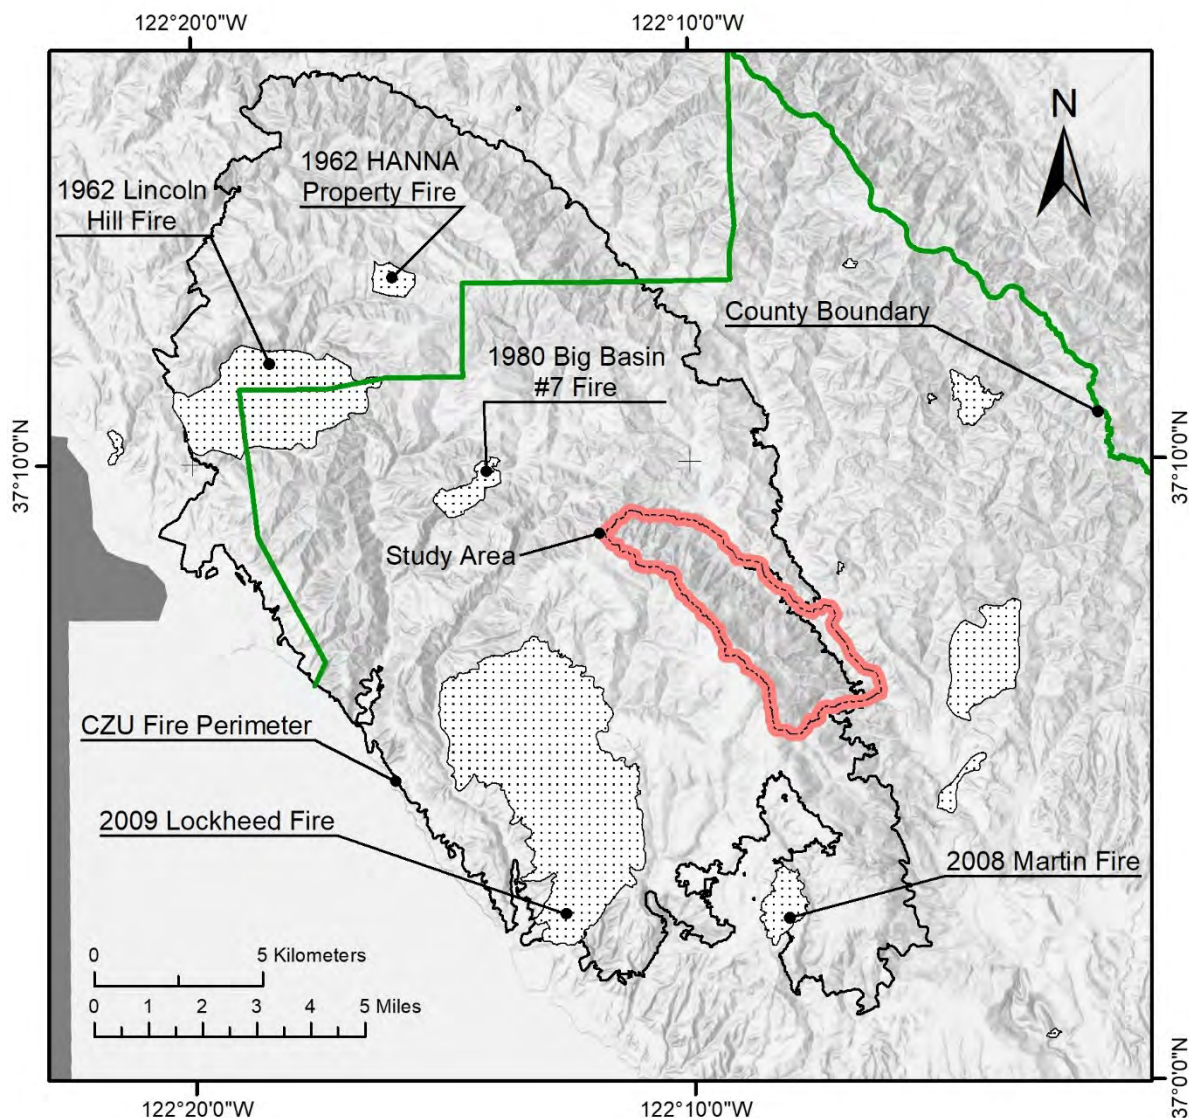 122°20'0"W
122°10'0"W
N
1962 HANNA
Property Fire
1962 Lincoln
Hill Fire
County Boundary
1980 Big Basin
#7 Fire
37°10'0"N
37°10'0"N
Study Area
CZU Fire Perimeter
2009 Lockheed Fire
2008 Martin Fire
0 5 Kilometers
0 1 2 3 4 5 Miles
37°0'0"N
122°20'0"W
122°10'0"W